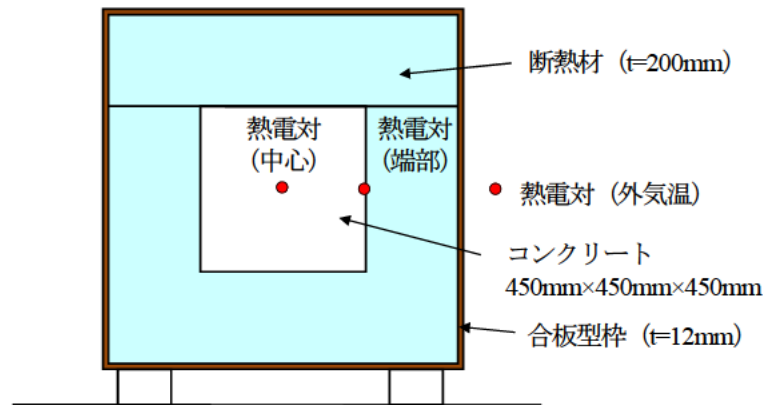 断熱材（t=200mm）
熱電対
（中心）
熱電対
（端部）
熱電対（外気温）
コンクリート
450mm×450mm×450mm
合板型枠（t=12mm）